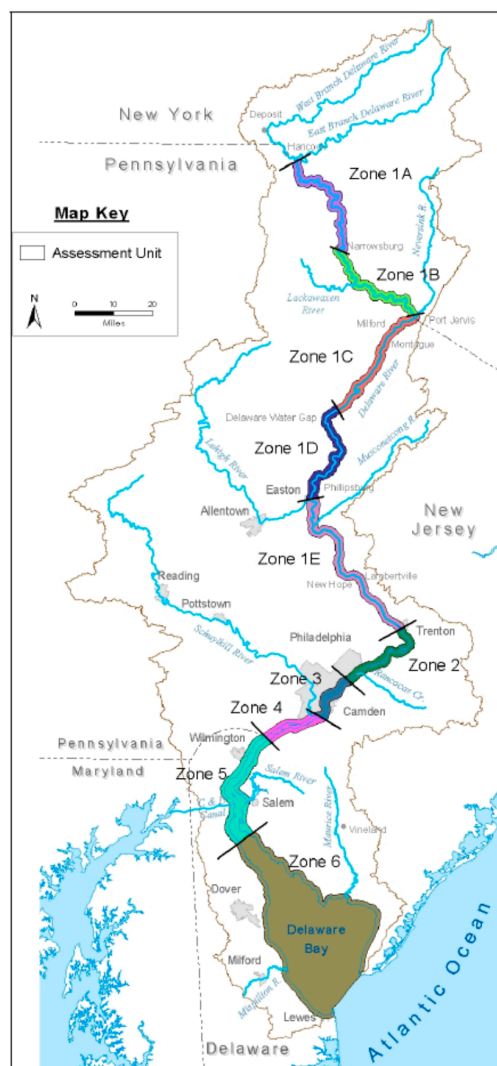 West Branch Delaware River
Deposit
East Branch Delaware River
New York
Hancock
Pennsylvania
Zone 1A
Map Key
Neversink R.
Assessment Unit
Narrowsburg
Zone 1B
N
0 10 20
Miles
Lackawaxen
River
Milford
Port Jervis
Montague
Zone 1C
Delaware River
Delaware Water Gap
Musconetcong R.
Zone 1D
Lehigh River
Easton
Phillipsburg
Allentown
New
Jersey
Zone 1E
Reading
New Hope
Lambertville
Pottstown
Philadelphia
Trenton
Schuylkill River
Zone 2
Zone 3
Rancocas Cr.
Camden
Zone 4
Wilmington
Pennsylvania
Maryland
Zone 5
Salem River
C & D
Canal
Salem
Maurice River
Vineland
Zone 6
Dover
Delaware
Bay
Milford
Mispillion R.
Lewes
Atlantic Ocean
Delaware